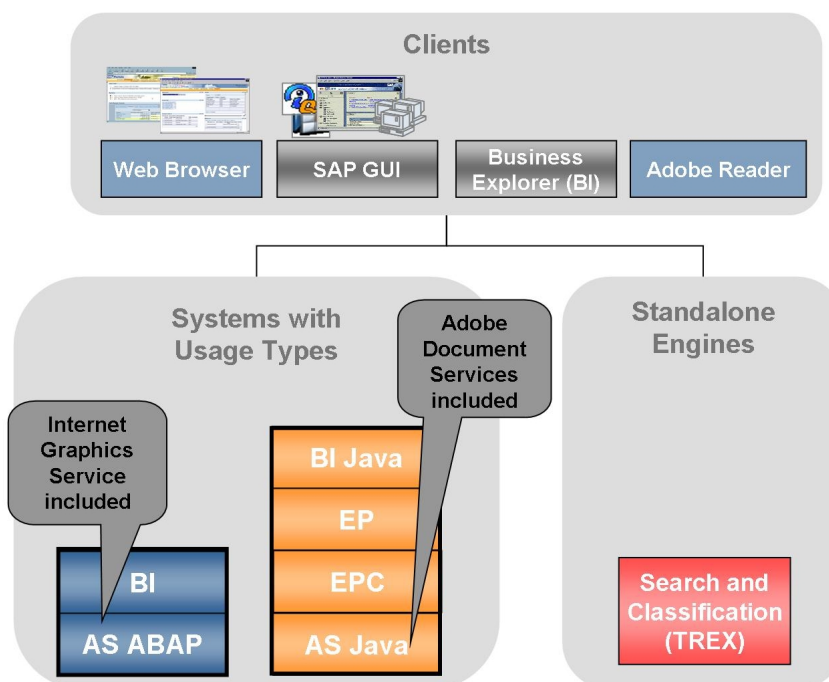 Clients
Web Browser
SAP GUI
Business
Explorer (BI)
Adobe Reader
Systems with
Usage Types
Adobe
Document
Services
included
Standalone
Engines
Internet
Graphics
Service
included
BI Java
EP
EPC
AS Java
BI
AS ABAP
Search and
Classification
(TREX)